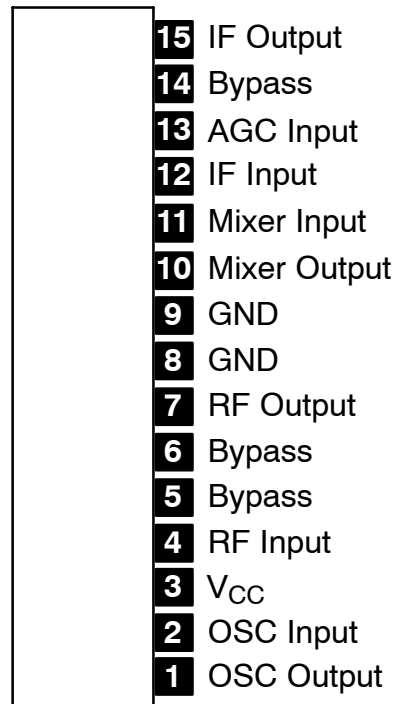 15 IF Output
14 Bypass
13 AGC Input
12 IF Input
11 Mixer Input
10 Mixer Output
9 GND
8 GND
7 RF Output
6 Bypass
5 Bypass
4 RF Input
3 VCC
2 OSC Input
1 OSC Output